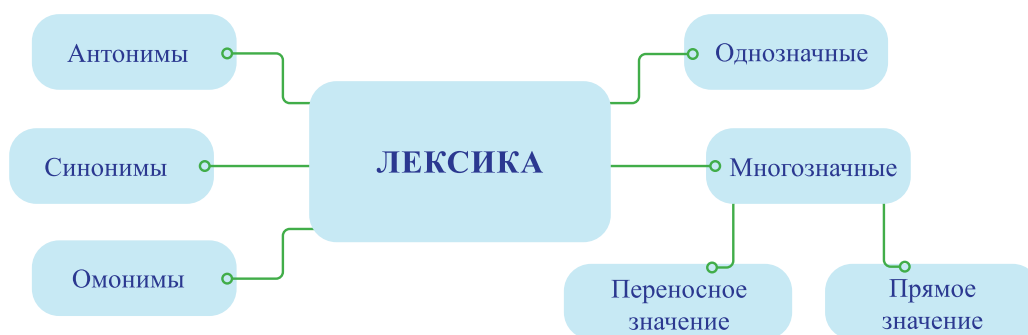 Антонимы
Однозначные
Синонимы
ЛЕКСИКА
Многозначные
Омонимы
Переносное
значение
Прямое
значение